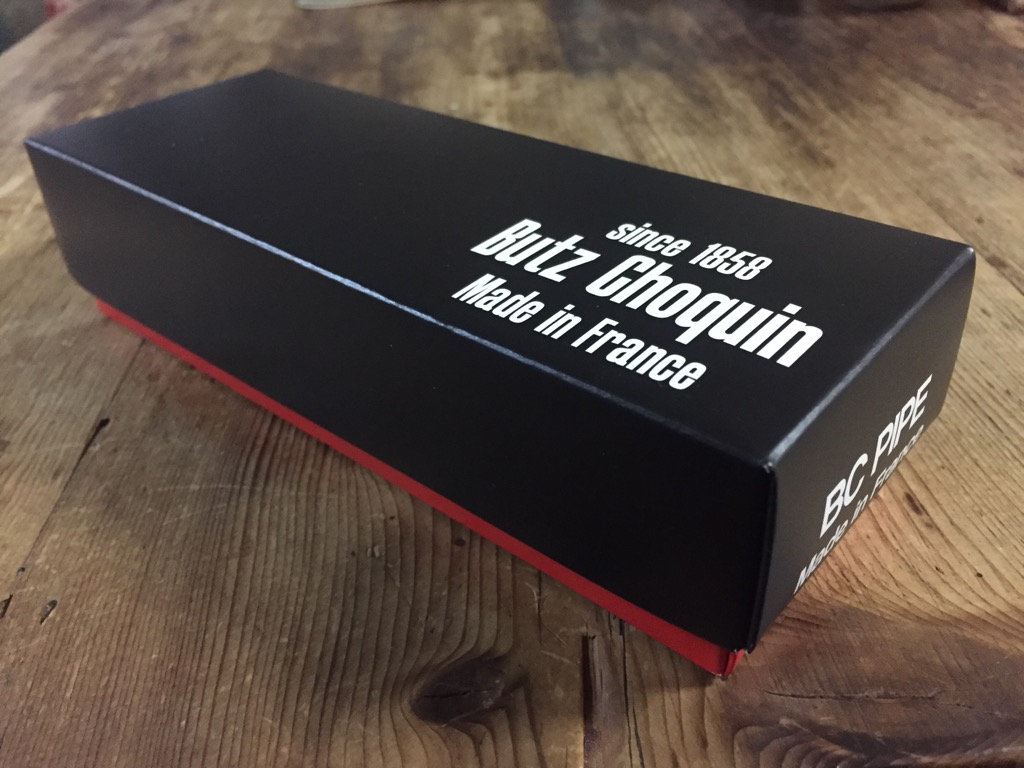 since 1858
Butz Choquin
Made in France
BC PIPE
Made in France